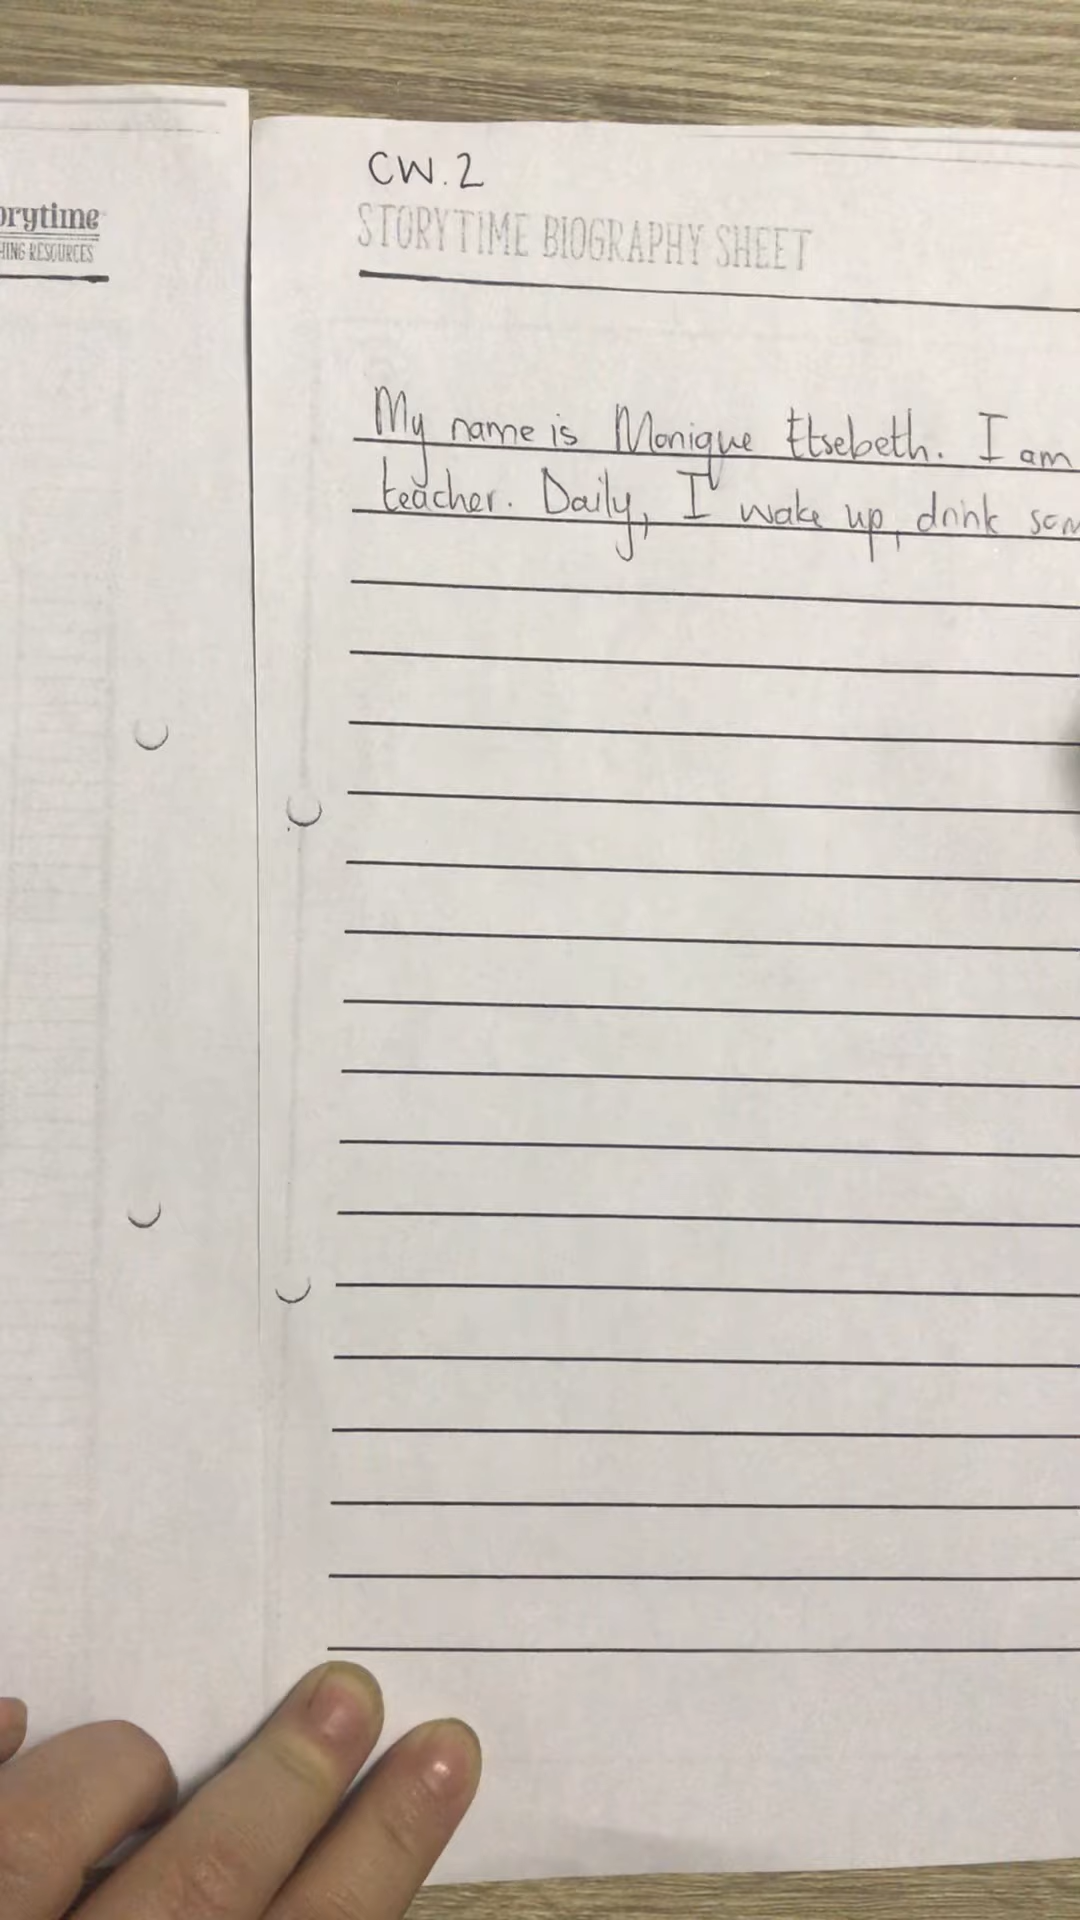 orytime
HING RESOURCES
CW.2
STORYTIME BIOGRAPHY SHEET
My name is Monique Etsebeth. I am
teacher. Daily, I wake up, drink som